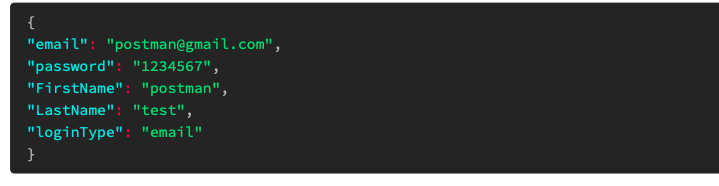 {
"email": "postman@gmail.com",
"password": "1234567",
"FirstName": "postman",
"LastName": "test",
"loginType": "email"
}